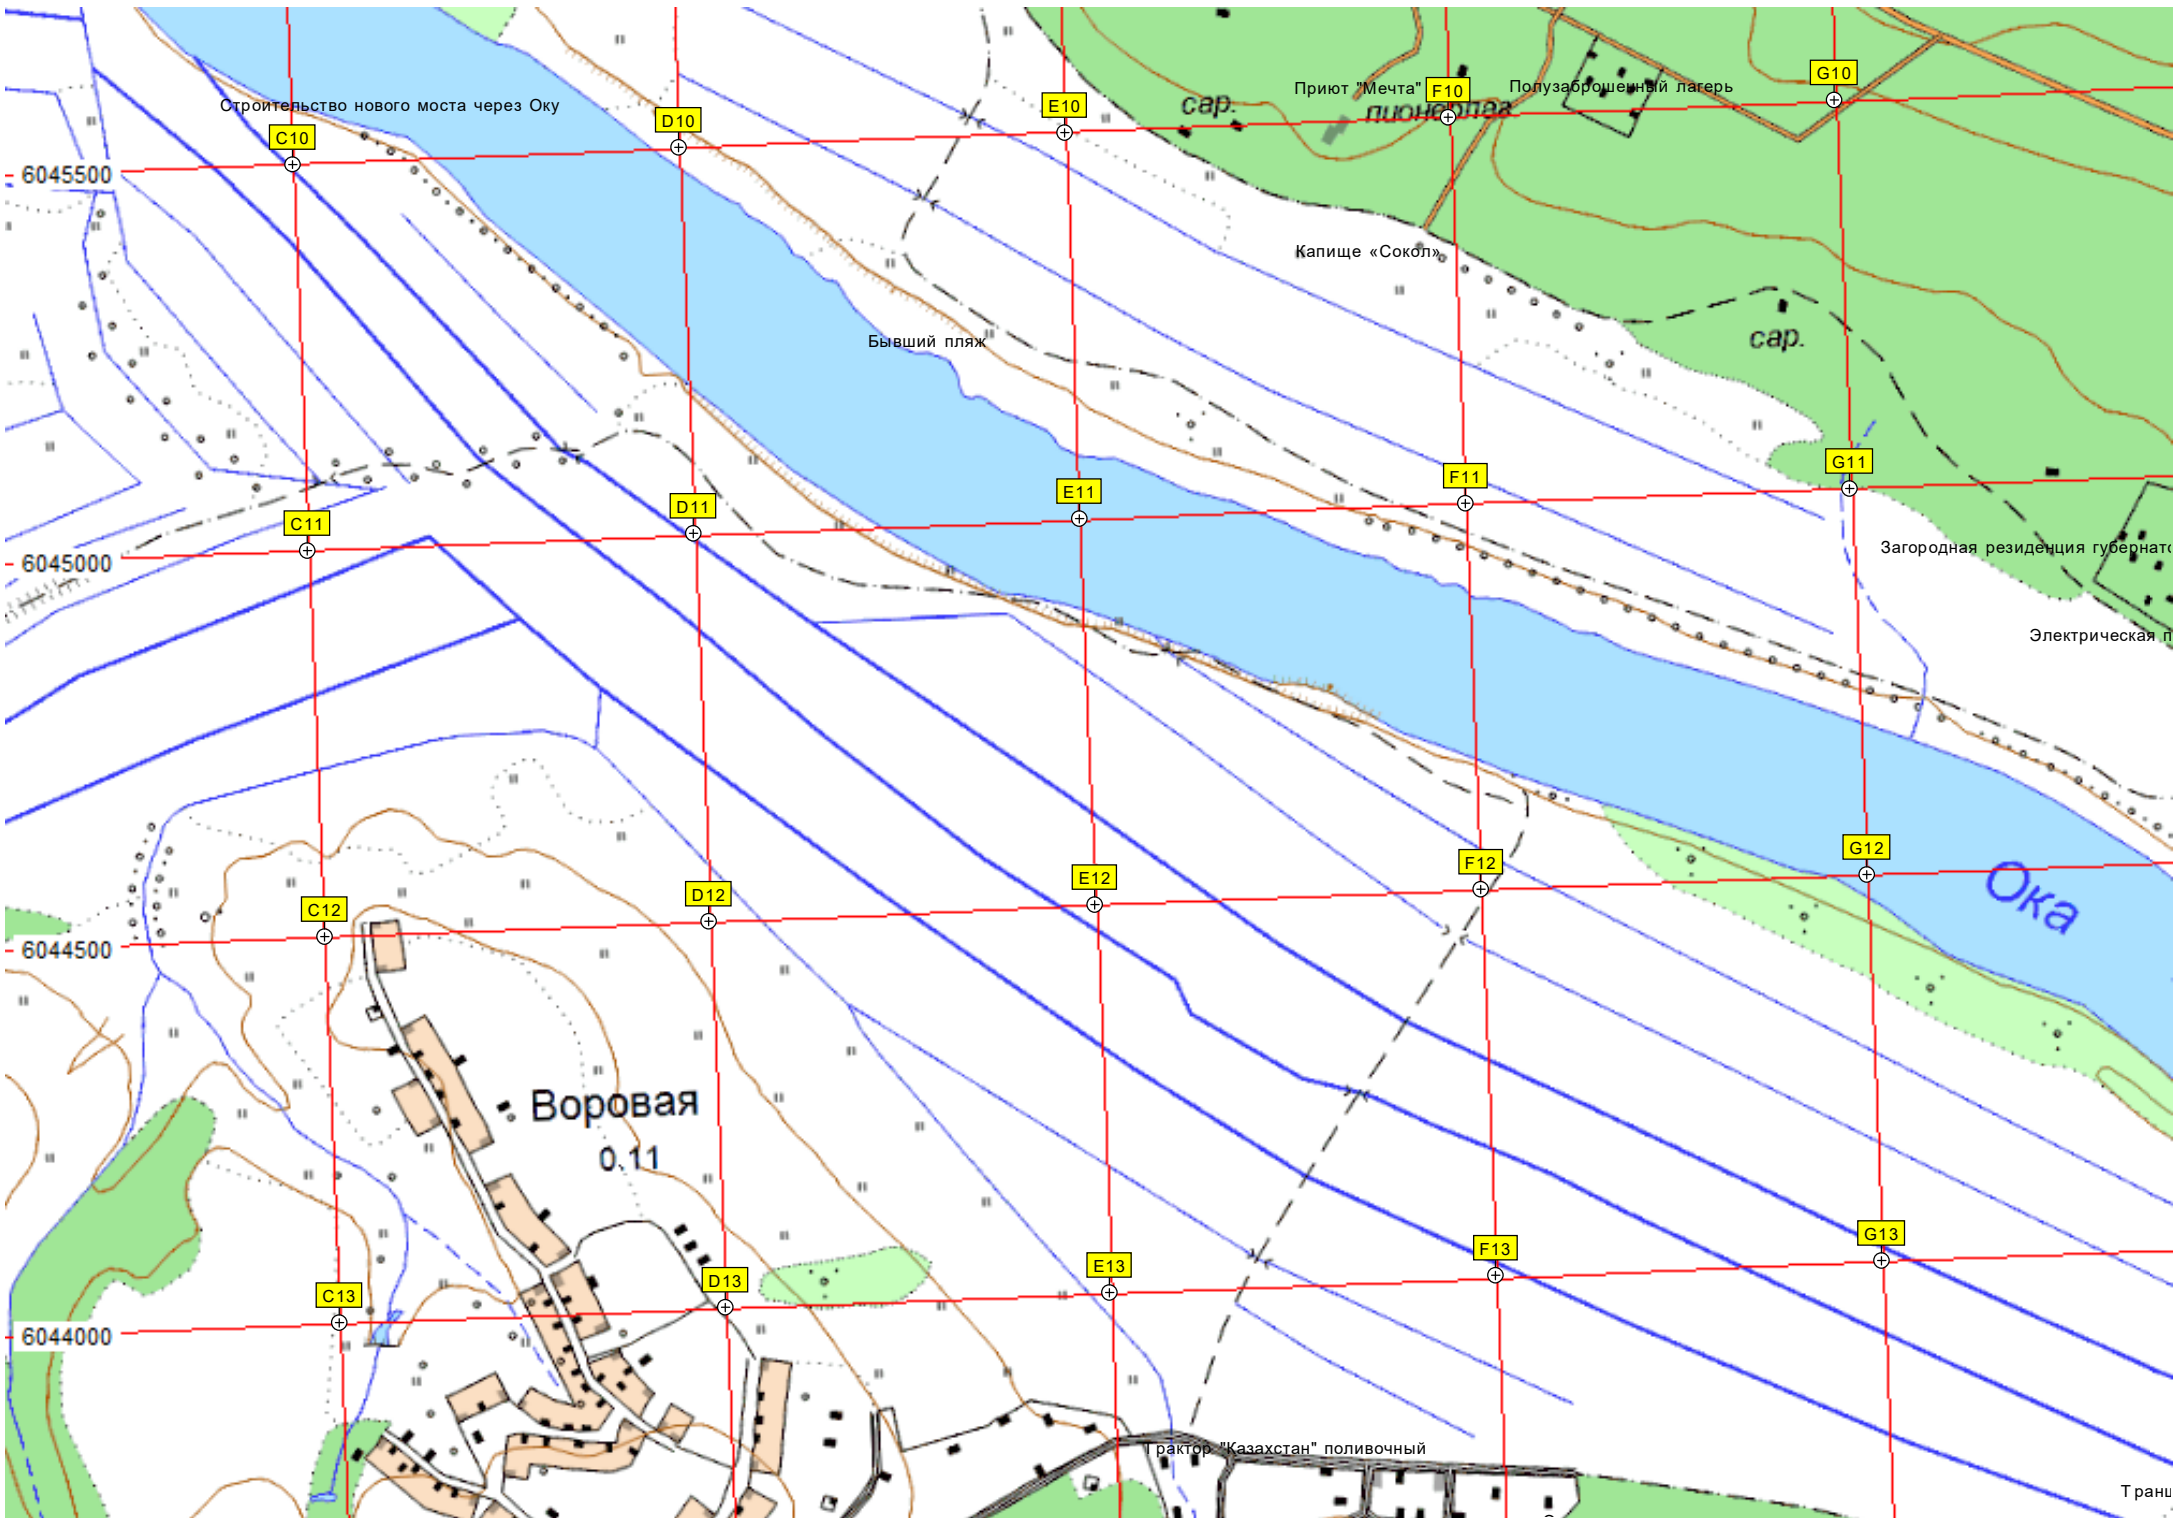 G10
Приют "Мечта"
F10
Полузаброшенный лагерь
Строительство нового моста через Оку
E10
сар.
пионерлаг
D10
C10
6045500
Капище «Сокол»
Бывший пляж
сар.
G11
F11
E11
D11
C11
6045000
Загородная резиденция губернато
Электрическая п
G12
F12
E12
D12
C12
Ока
6044500
Воровая
0.11
G13
F13
E13
D13
C13
6044000
Трактор "Казахстан" поливочный
Транш